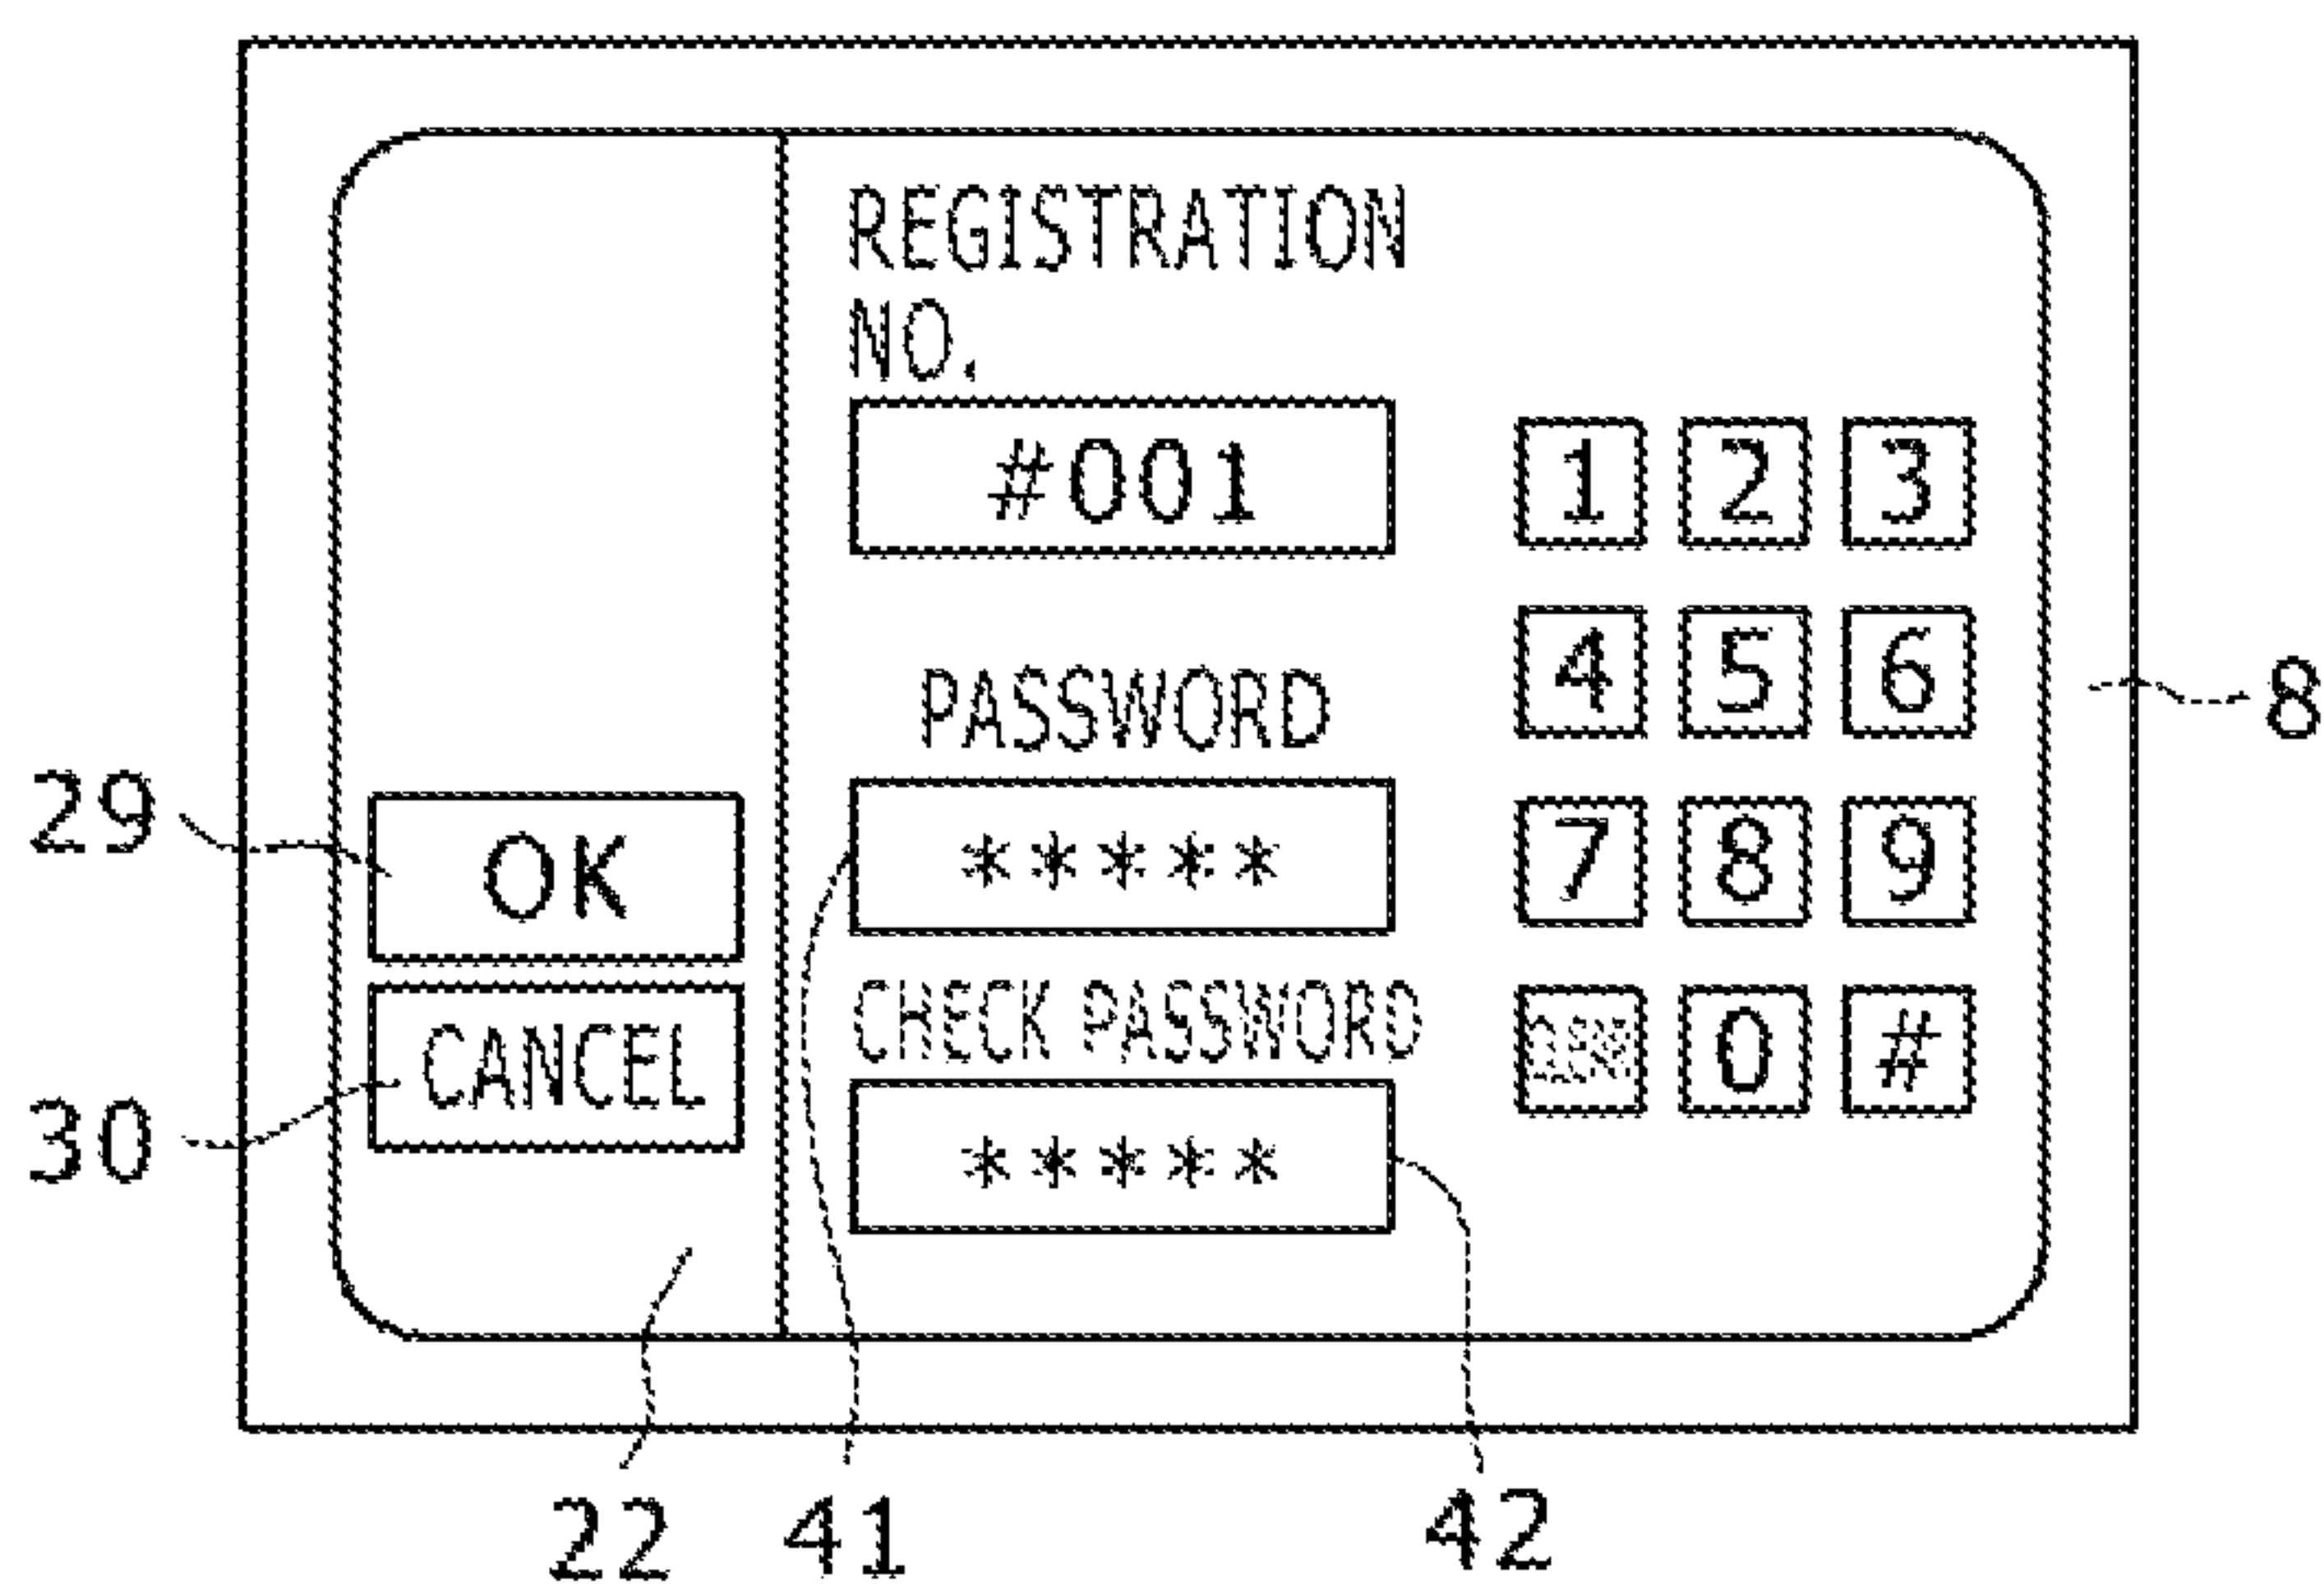 REGISTRATION
NO.
#001
1 2 3
PASSWORD
4 5 6
8
29
OK
*****
7 8 9
CHECK PASSWORD
0 #
30
CANCEL
*****
22
41
42